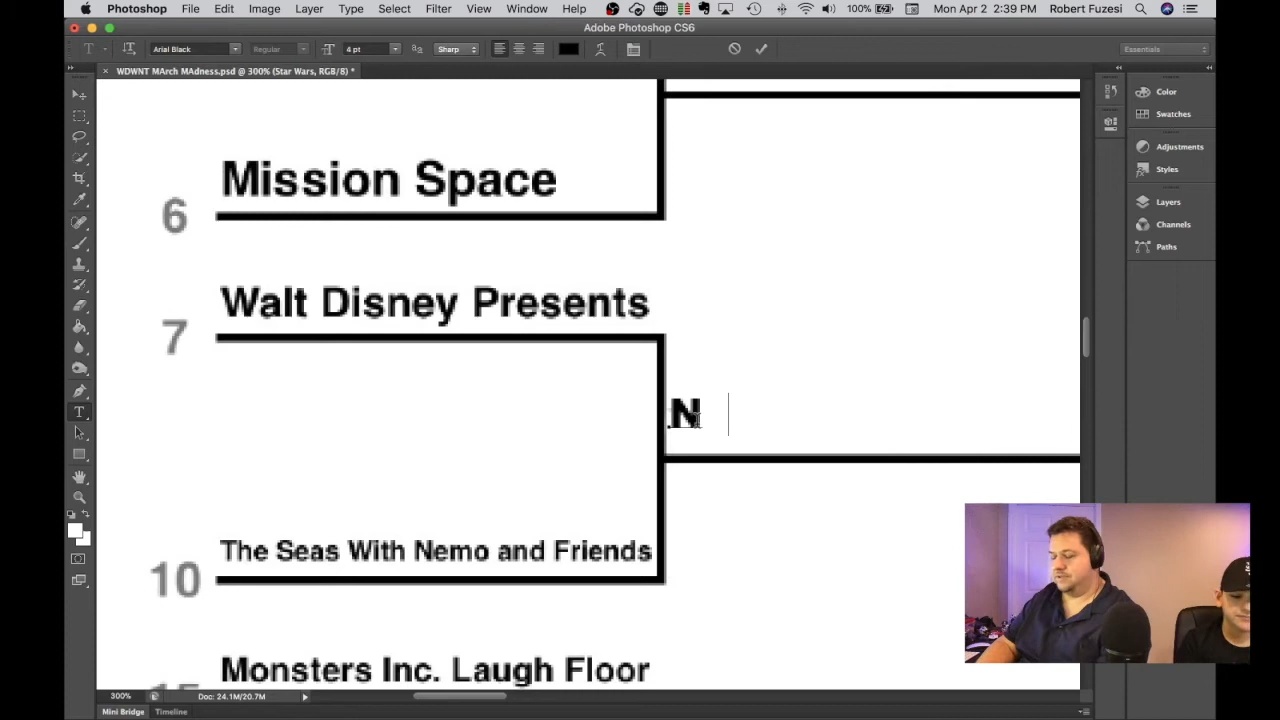 Photoshop File Edit Image Layer Type Select Filter View Window Help 100% Mon Apr 2 2:39 PM Robert Fuzesi
Adobe Photoshop CS6
T Arial Black Regular 4 pt Sharp Essentials
× WDWNT MArch MAdness.psd @ 300% (Star Wars, RGB/8) *
Color
Swatches
Adjustments
Styles
Layers
Channels
Paths
Mission Space
6
Walt Disney Presents
7
N
The Seas With Nemo and Friends
10
Monsters Inc. Laugh Floor
300% Doc: 24.1M/20.7M
Mini Bridge Timeline